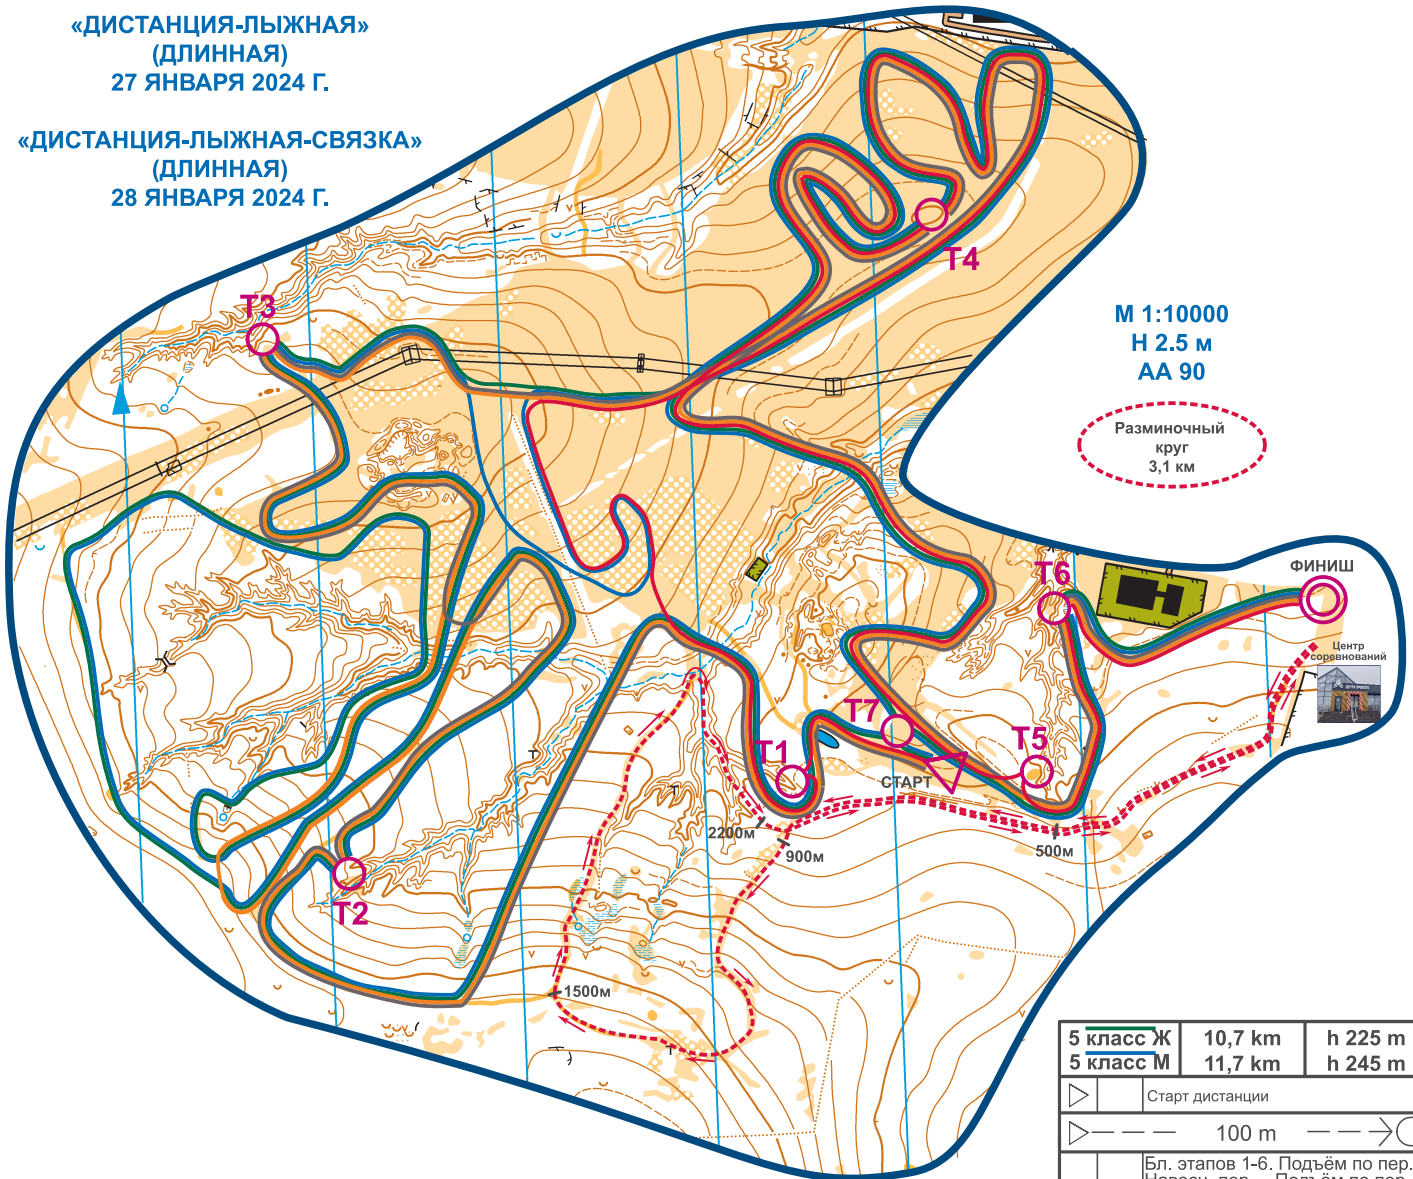 «ДИСТАНЦИЯ-ЛЫЖНАЯ»
(ДЛИННАЯ)
27 ЯНВАРЯ 2024 Г.
«ДИСТАНЦИЯ-ЛЫЖНАЯ-СВЯЗКА»
(ДЛИННАЯ)
28 ЯНВАРЯ 2024 Г.
Т4
Т3
М 1:10000
Н 2.5 м
АА 90
Разминочный
круг
3,1 км
ФИНИШ
Т6
Центр
соревнований
Т7
Т5
Т1
СТАРТ
2200м
900м
500м
Т2
1500м
5 класс Ж 10,7 km h 225 m
5 класс М 11,7 km h 245 m
Старт дистанции
100 m
Бл. этапов 1-6. Подъём по пер.